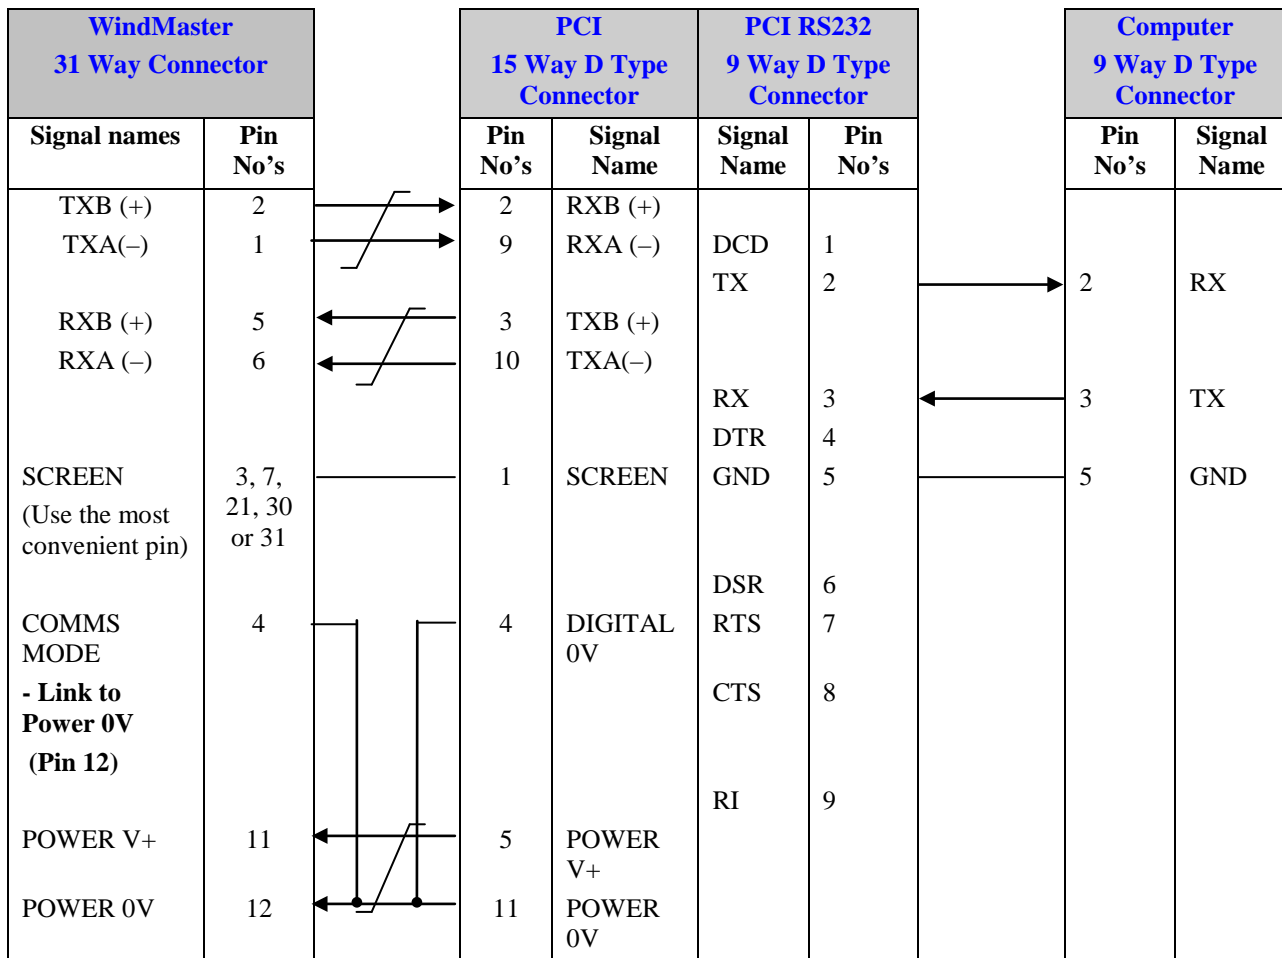 WindMaster
31 Way Connector
PCI
15 Way D Type
Connector
PCI RS232
9 Way D Type
Connector
Computer
9 Way D Type
Connector
Signal names
Pin
No's
Pin
No's
Signal
Name
Signal
Name
Pin
No's
Pin
No's
Signal
Name
TXB (+) 2 2 RXB (+)
TXA(–) 1 9 RXA (–) DCD 1
TX 2 2 RX
RXB (+) 5 3 TXB (+)
RXA (–) 6 10 TXA(–)
RX 3 3 TX
DTR 4
SCREEN 3, 7, 1 SCREEN GND 5 5 GND
(Use the most 21, 30
convenient pin) or 31
DSR 6
COMMS 4 4 DIGITAL RTS 7
MODE 0V
- Link to CTS 8
Power 0V
(Pin 12)
RI 9
POWER V+ 11 5 POWER
V+
POWER 0V 12 11 POWER
0V